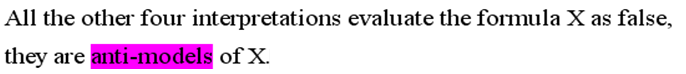 All the other four interpretations evaluate the formula X as false,
they are anti-models of X.